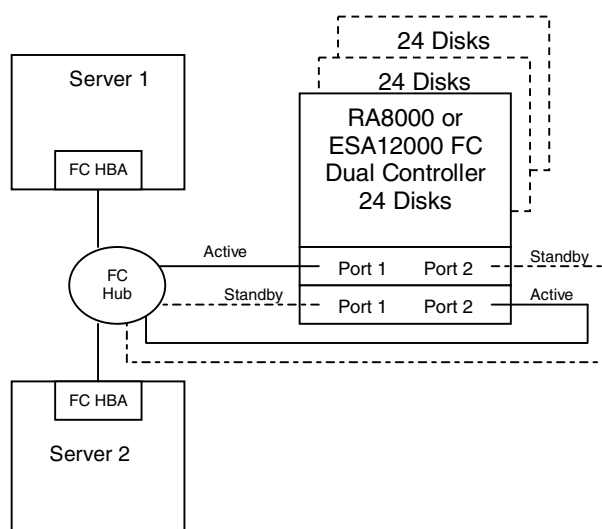 24 Disks
24 Disks
Server 1
RA8000 or
ESA12000 FC
Dual Controller
24 Disks
FC HBA
Active
Port 1
Port 2
Standby
FC
Hub
Standby
Port 1
Port 2
Active
FC HBA
Server 2